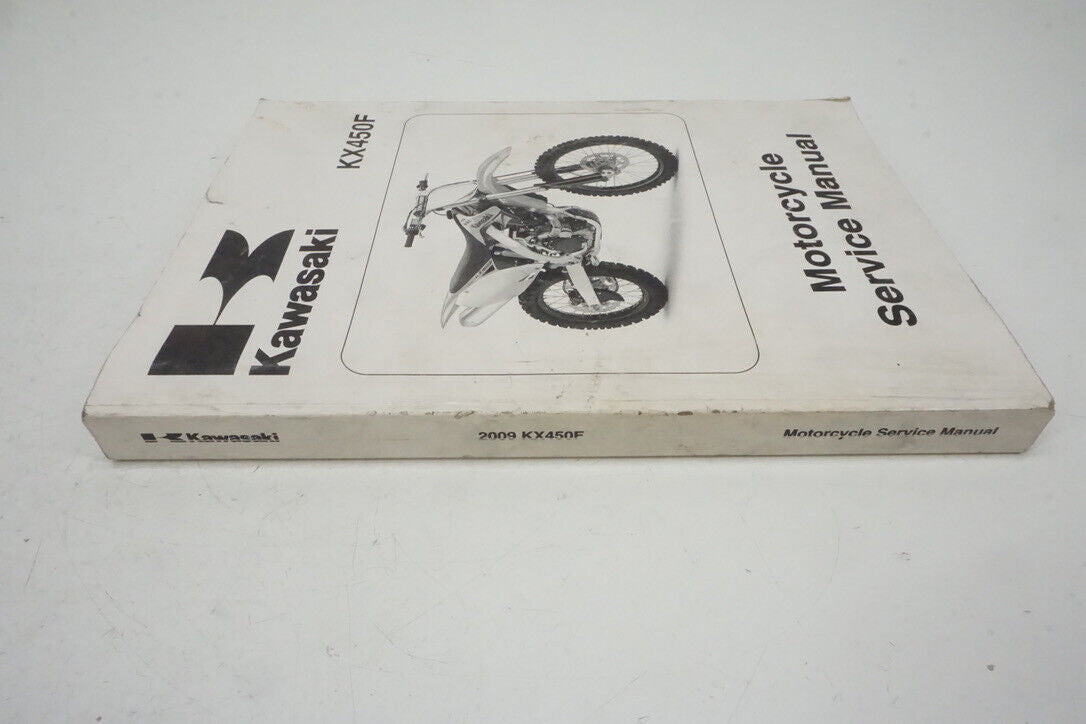 Kawasaki
KX450F
Motorcycle
Service Manual
Kawasaki
2009 KX450F
Motorcycle Service Manual